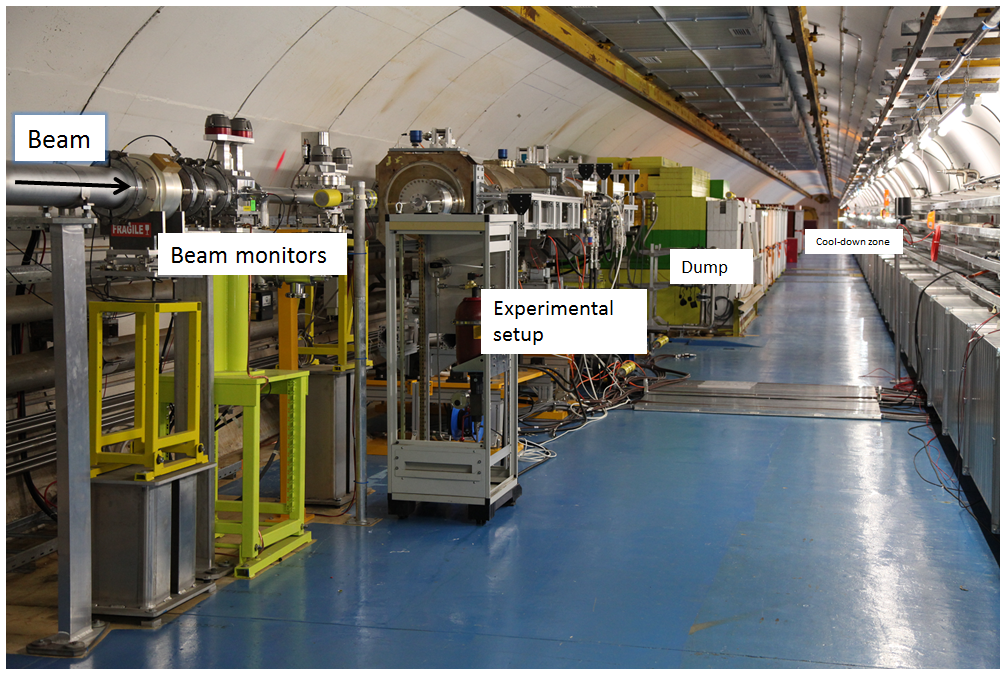 Beam
FRAGILE
Beam monitors
Cool-down zone
Dump
Experimental
setup